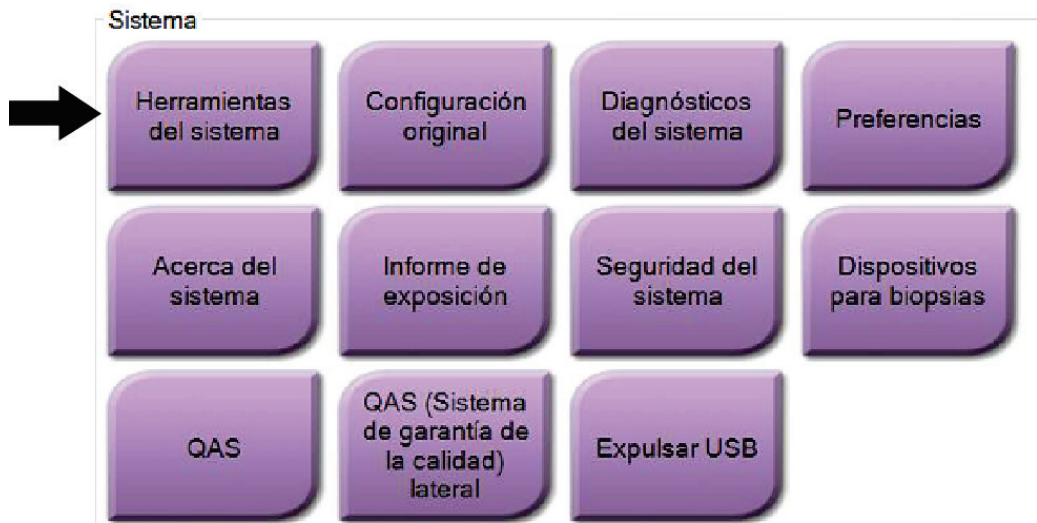 Sistema
Herramientas
del sistema
Configuración
original
Diagnósticos
del sistema
Preferencias
Acerca del
sistema
Informe de
exposición
Seguridad del
sistema
Dispositivos
para biopsias
QAS
QAS (Sistema
de garantía de
la calidad)
lateral
Expulsar USB